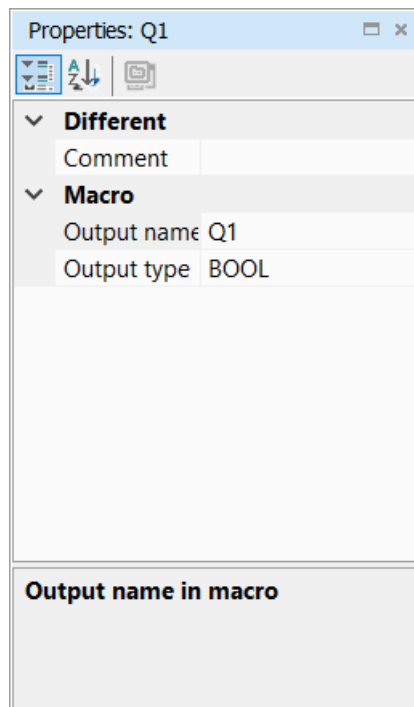 Properties: Q1
Different
Comment
Macro
Output name Q1
Output type BOOL
Output name in macro